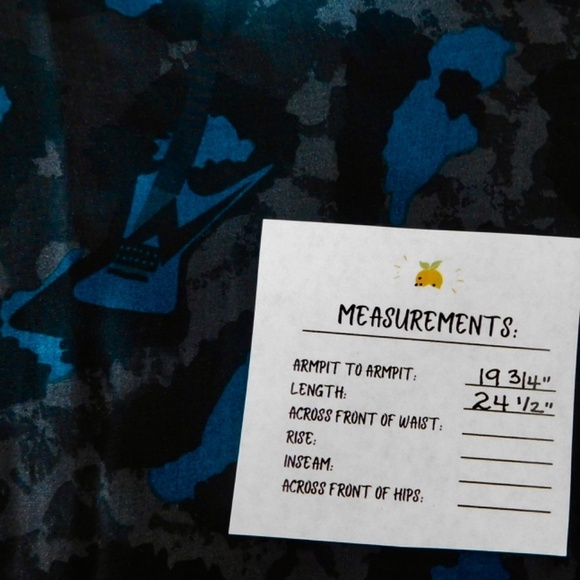 MEASUREMENTS:
ARMPIT TO ARMPIT: 19 3/4"
LENGTH: 24 1/2"
ACROSS FRONT OF WAIST:
RISE:
INSEAM:
ACROSS FRONT OF HIPS: